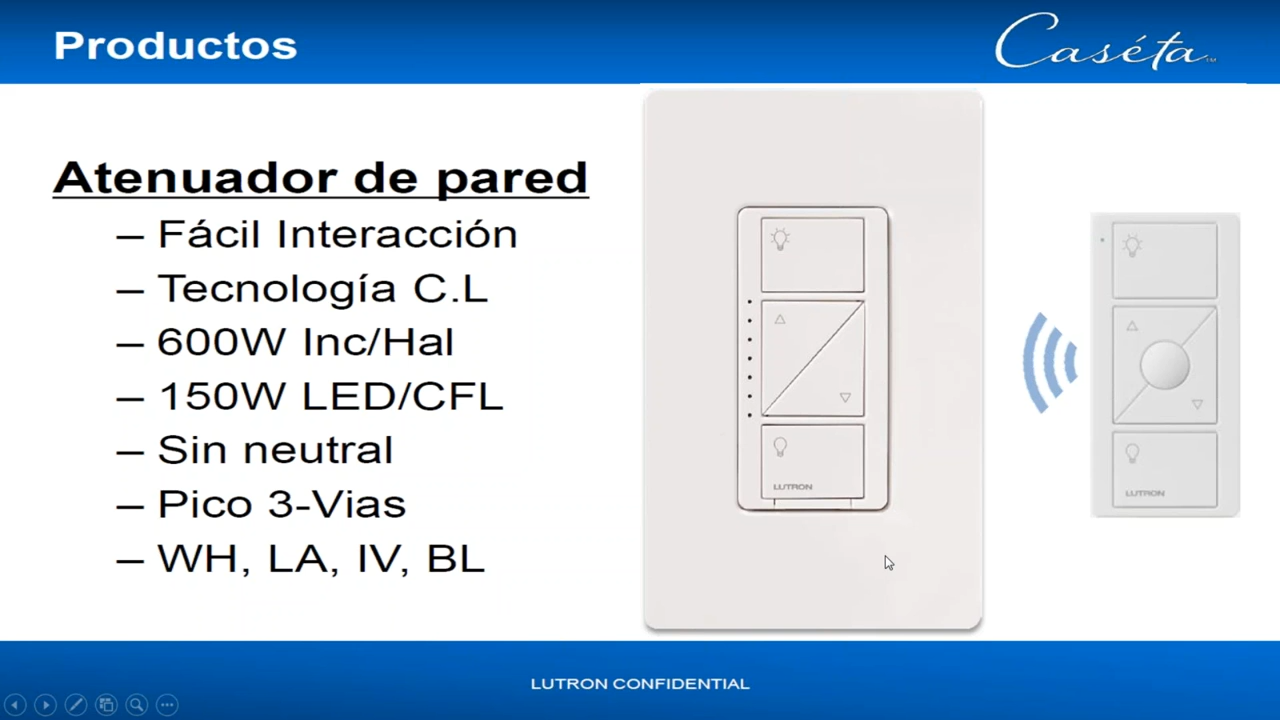 Productos
Caséta™
Atenuador de pared
– Fácil Interacción
– Tecnología C.L
– 600W Inc/Hal
– 150W LED/CFL
– Sin neutral
– Pico 3-Vias
– WH, LA, IV, BL
LUTRON
LUTRON
LUTRON CONFIDENTIAL